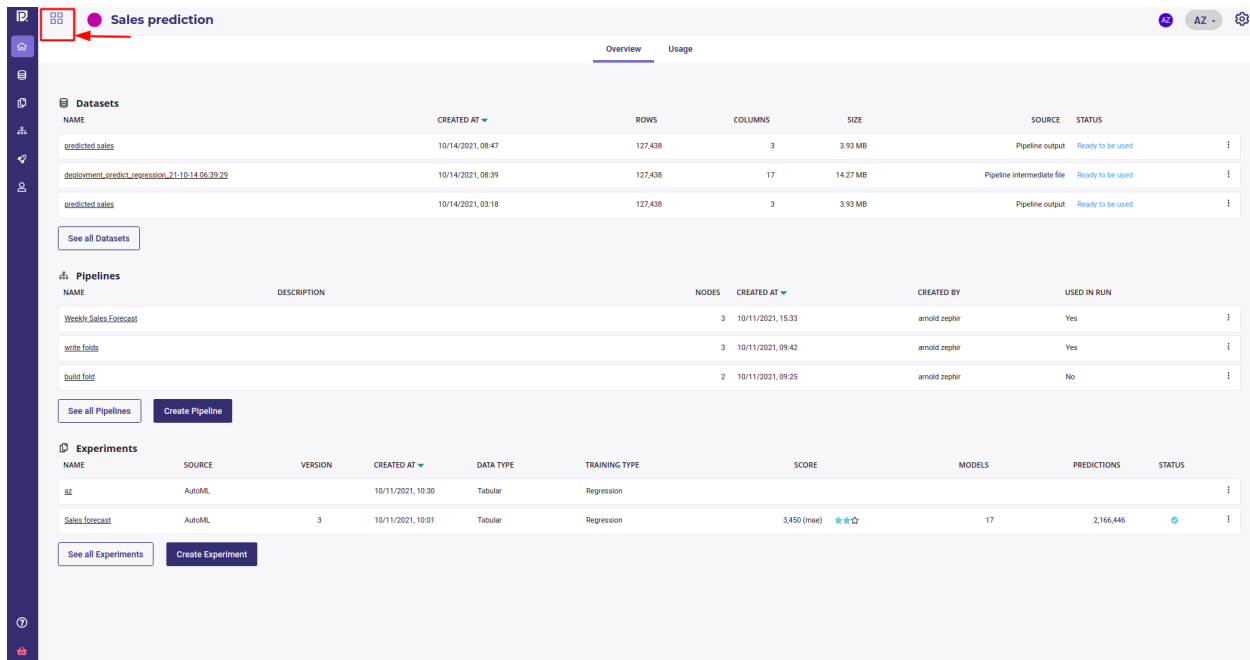 Sales prediction
AZ
AZ
Overview Usage
Datasets
NAME CREATED AT ROWS COLUMNS SIZE SOURCE STATUS
predicted sales 10/14/2021, 08:47 127,438 3 3.93 MB Pipeline output Ready to be used
deployment_predict_regression_21-10-14 06:39:29 10/14/2021, 08:39 127,438 17 14.27 MB Pipeline intermediate file Ready to be used
predicted sales 10/14/2021, 03:18 127,438 3 3.93 MB Pipeline output Ready to be used
See all Datasets
Pipelines
NAME DESCRIPTION NODES CREATED AT CREATED BY USED IN RUN
Weekly Sales Forecast 3 10/11/2021, 15:33 arnold zephir Yes
write folds 3 10/11/2021, 09:42 arnold zephir Yes
build fold 2 10/11/2021, 09:25 arnold zephir No
See all Pipelines Create Pipeline
Experiments
NAME SOURCE VERSION CREATED AT DATA TYPE TRAINING TYPE SCORE MODELS PREDICTIONS STATUS
az AutoML 10/11/2021, 10:30 Tabular Regression
Sales forecast AutoML 3 10/11/2021, 10:01 Tabular Regression 3,450 (mae) 17 2,166,446
See all Experiments Create Experiment